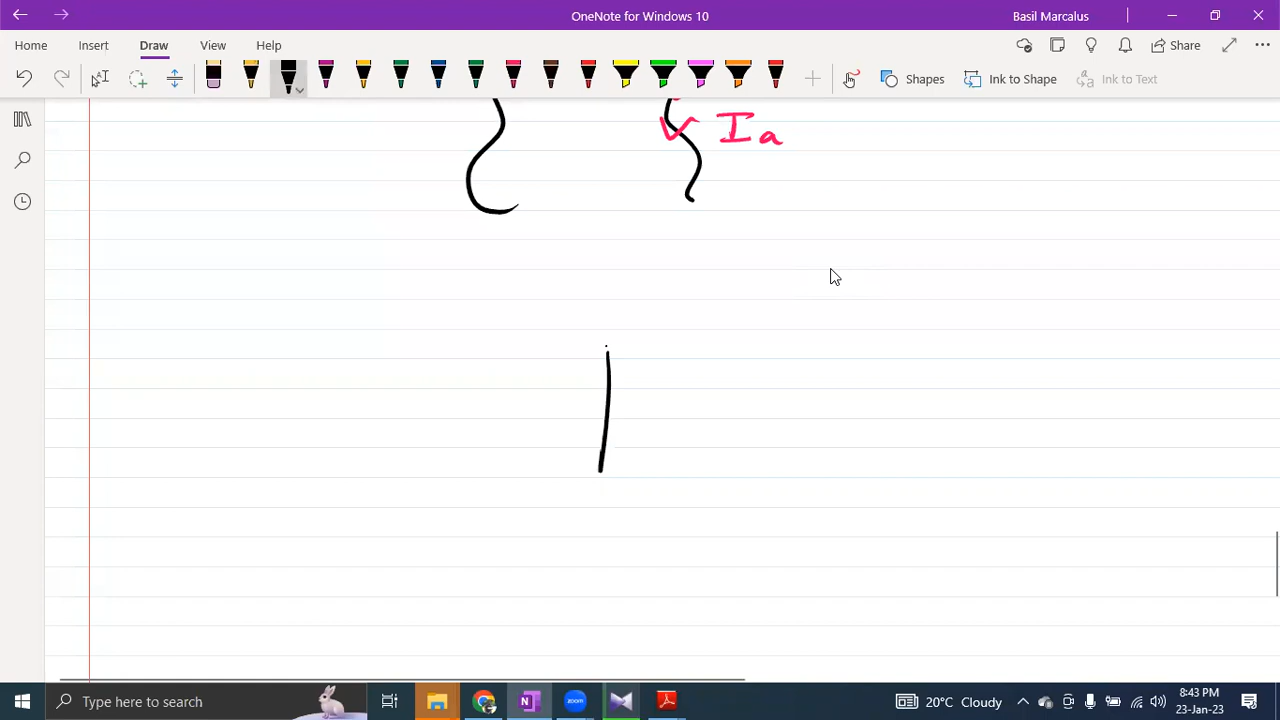 OneNote for Windows 10
Basil Marcalus
Home Insert Draw View Help
Share
Shapes
Ink to Shape
Ink to Text
Ia
Type here to search
zoom
20°C Cloudy
8:43 PM
23-Jan-23